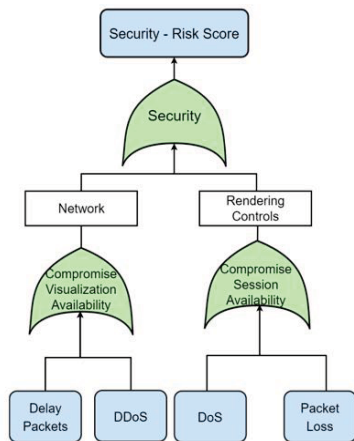 Security - Risk Score
Security
Network
Rendering
Controls
Compromise
Visualization
Availability
Compromise
Session
Availability
Delay
Packets
DDoS
DoS
Packet
Loss